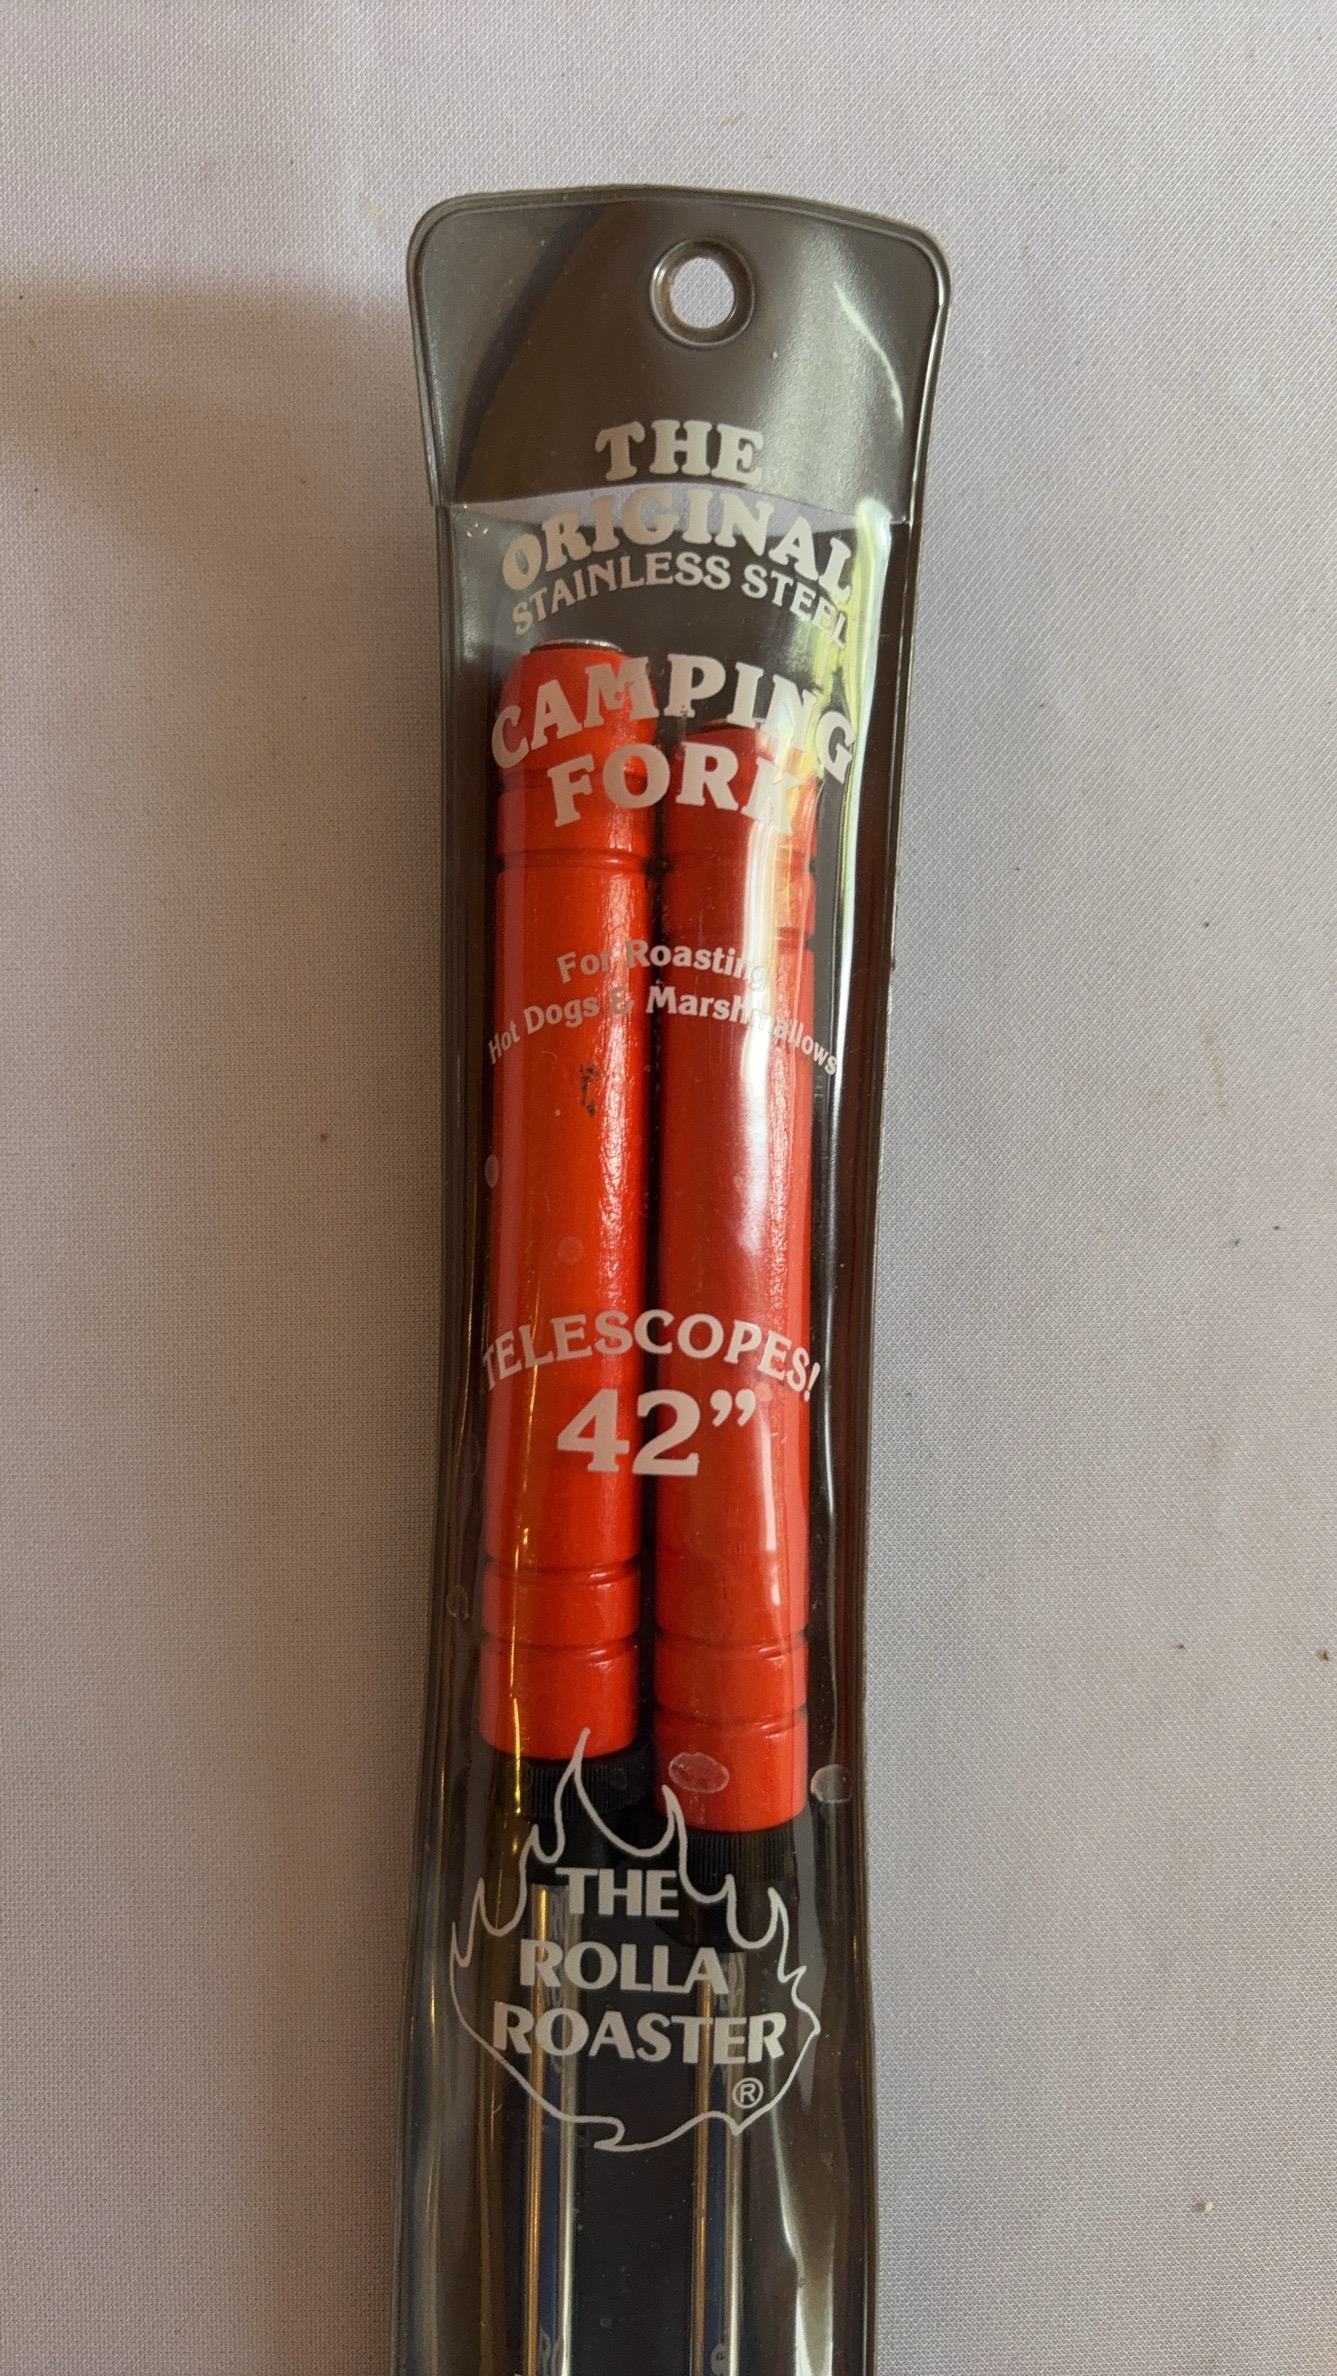 THE
ORIGINAL
STAINLESS STEEL
CAMPING
FORK
For Roasting
Hot Dogs & Marshmallows
TELESCOPES!
42”
THE
ROLLA
ROASTER
®